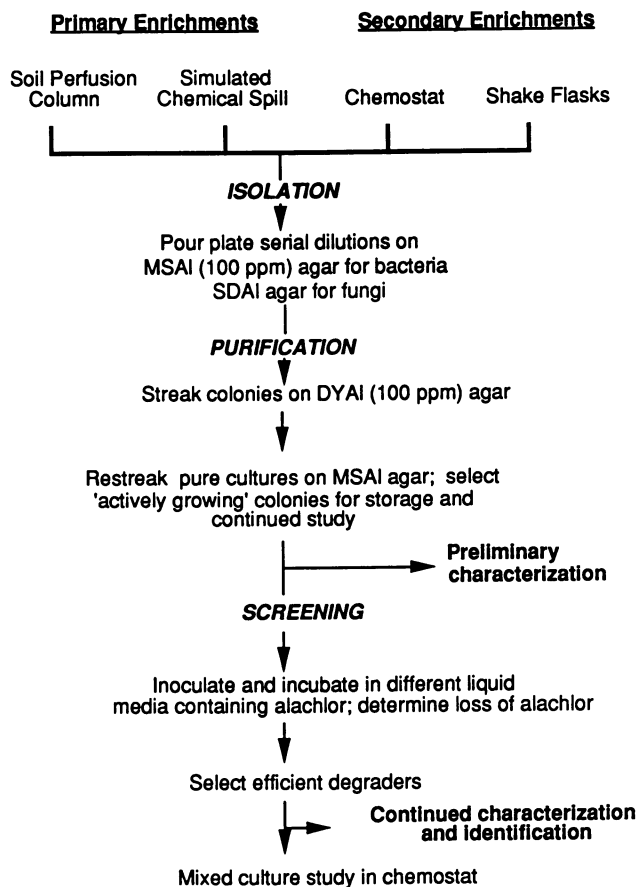 Primary Enrichments
Secondary Enrichments
Soil Perfusion
Column
Simulated
Chemical Spill
Chemostat
Shake Flasks
ISOLATION
Pour plate serial dilutions on
MSAl (100 ppm) agar for bacteria
SDAl agar for fungi
PURIFICATION
Streak colonies on DYAl (100 ppm) agar
Restreak pure cultures on MSAl agar; select
'actively growing' colonies for storage and
continued study
Preliminary
characterization
SCREENING
Inoculate and incubate in different liquid
media containing alachlor; determine loss of alachlor
Select efficient degraders
Continued characterization
and identification
Mixed culture study in chemostat